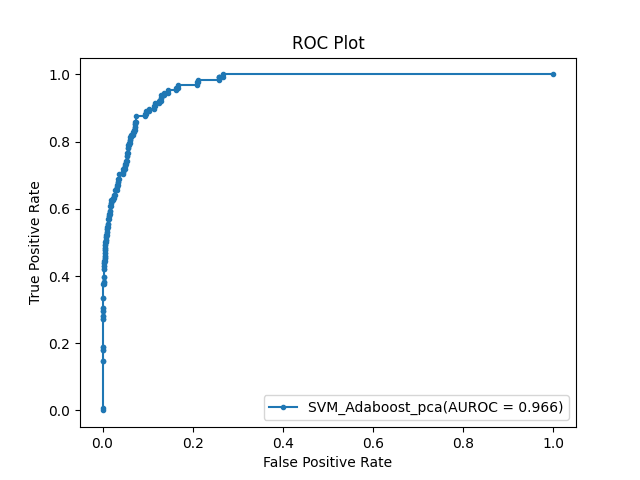 ROC Plot
True Positive Rate
1.0
0.8
0.6
0.4
0.2
0.0
SVM_Adaboost_pca(AUROC = 0.966)
0.0 0.2 0.4 0.6 0.8 1.0
False Positive Rate